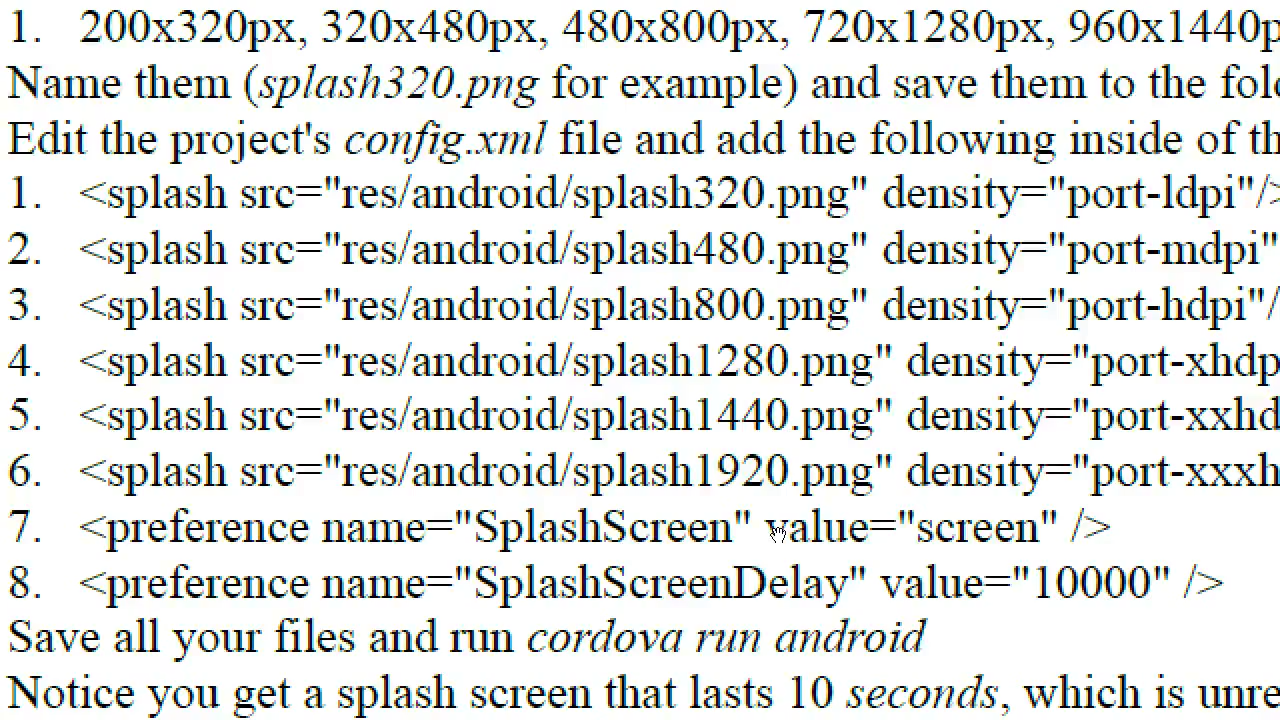 1. 200x320px, 320x480px, 480x800px, 720x1280px, 960x1440p
Name them (splash320.png for example) and save them to the fol
Edit the project's config.xml file and add the following inside of th
1. <splash src="res/android/splash320.png" density="port-ldpi"/>
2. <splash src="res/android/splash480.png" density="port-mdpi"
3. <splash src="res/android/splash800.png" density="port-hdpi"/
4. <splash src="res/android/splash1280.png" density="port-xhdp
5. <splash src="res/android/splash1440.png" density="port-xxhd
6. <splash src="res/android/splash1920.png" density="port-xxxh
7. <preference name="SplashScreen" value="screen" />
8. <preference name="SplashScreenDelay" value="10000" />
Save all your files and run cordova run android
Notice you get a splash screen that lasts 10 seconds, which is unre